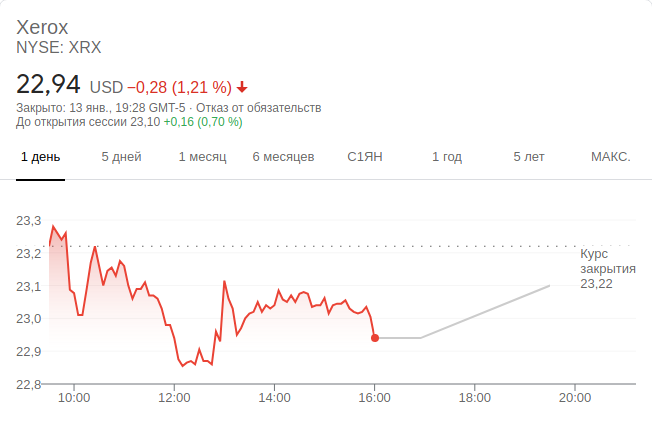 Xerox
NYSE: XRX
22,94 USD −0,28 (1,21 %)
Закрыто: 13 янв., 19:28 GMT-5 · Отказ от обязательств
До открытия сессии 23,10 +0,16 (0,70 %)
1 день 5 дней 1 месяц 6 месяцев С1ЯН 1 год 5 лет МАКС.
23,3
23,2
23,1
23,0
22,9
22,8
Курс
закрытия
23,22
10:00 12:00 14:00 16:00 18:00 20:00